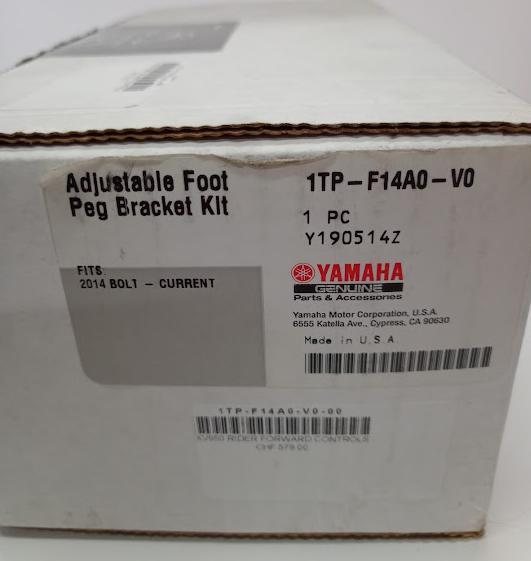 Adjustable Foot
Peg Bracket Kit
1TP-F14A0-V0
1 PC
Y190514Z
FITS:
2014 BOLT - CURRENT
YAMAHA
GENUINE
Parts & Accessories
Yamaha Motor Corporation, U.S.A.
6555 Katella Ave., Cypress, CA 90630
Made in U.S.A.
1TP-F14A0-V0-00
XV950 RIDER FORWARD CONTROLS
CHF 579.00